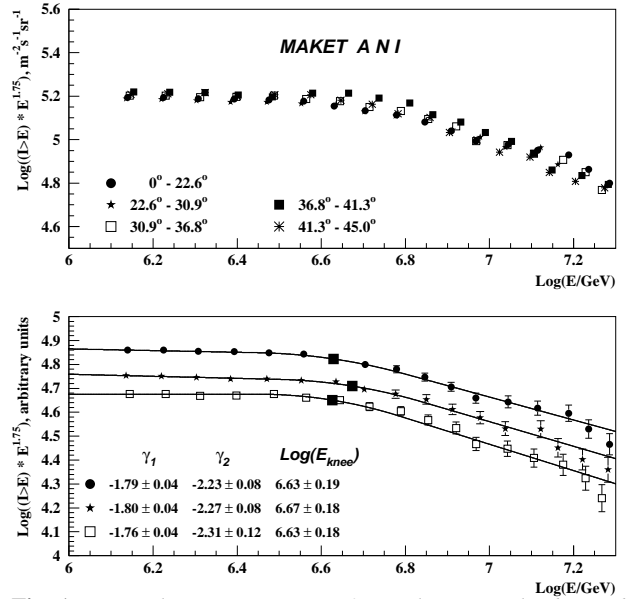 MAKET A N I
Log((I>E) * E^1.75), m^-2 s^-1 sr^-1
5.6
5.4
5.2
5
4.8
4.6
0° - 22.6°
22.6° - 30.9°
30.9° - 36.8°
36.8° - 41.3°
41.3° - 45.0°
6 6.2 6.4 6.6 6.8 7 7.2
Log(E/GeV)
Log((I>E) * E^1.75), arbitrary units
5
4.9
4.8
4.7
4.6
4.5
4.4
4.3
4.2
4.1
4
γ1 γ2 Log(E_knee)
-1.79 ± 0.04 -2.23 ± 0.08 6.63 ± 0.19
-1.80 ± 0.04 -2.27 ± 0.08 6.67 ± 0.18
-1.76 ± 0.04 -2.31 ± 0.12 6.63 ± 0.18
6 6.2 6.4 6.6 6.8 7 7.2
Log(E/GeV)